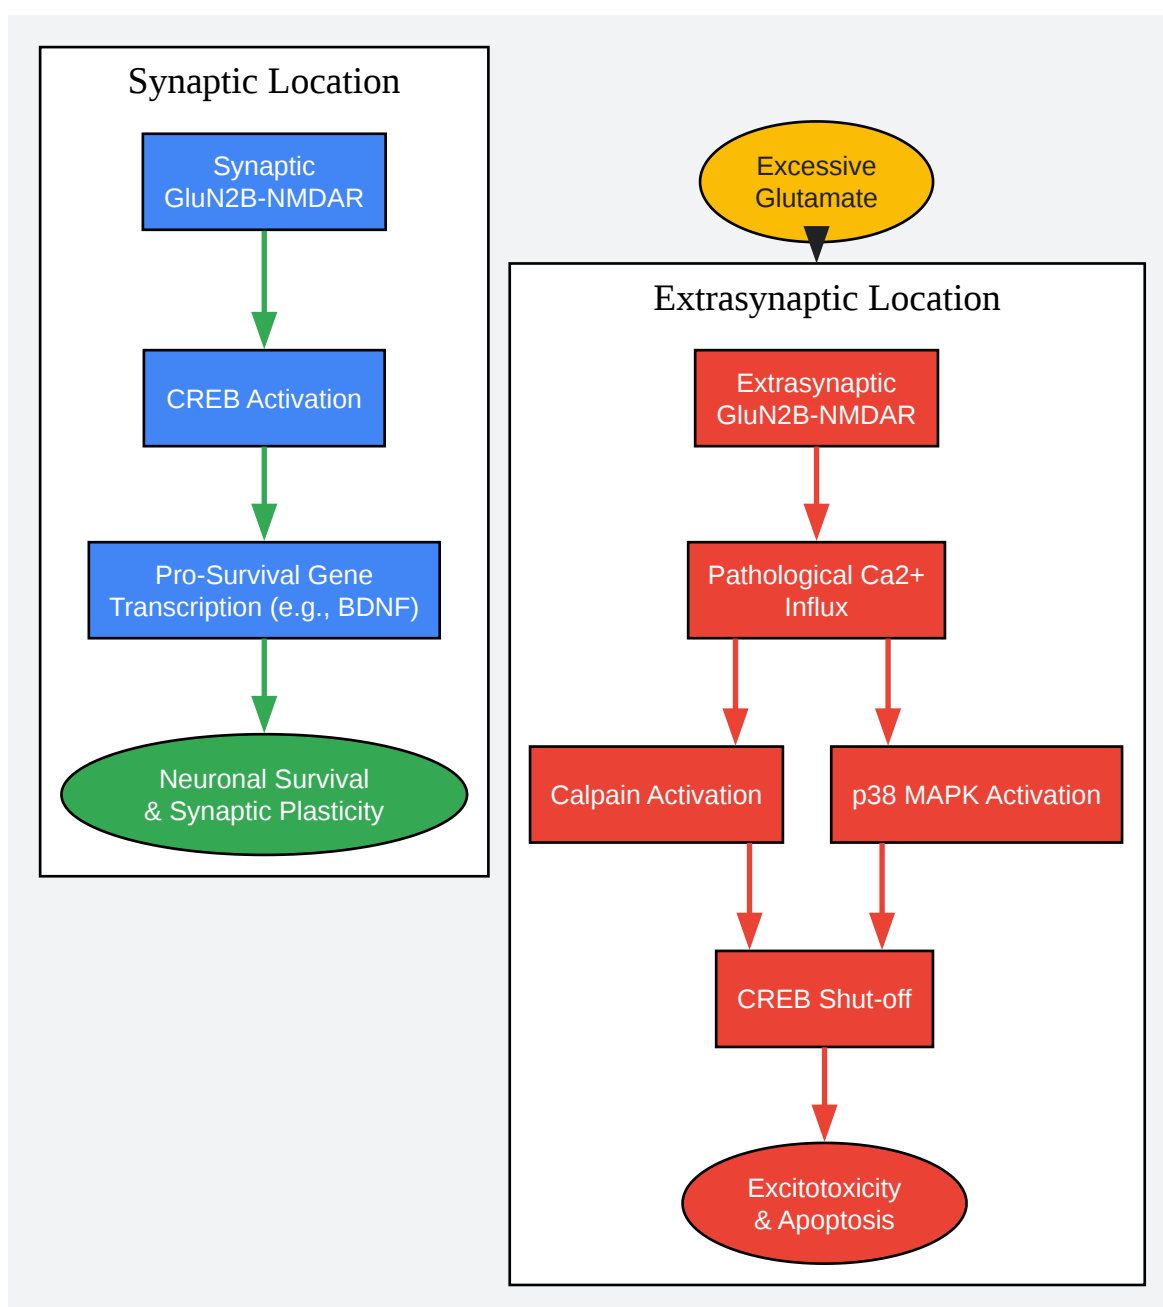 Synaptic Location
Synaptic
GluN2B-NMDAR
CREB Activation
Pro-Survival Gene
Transcription (e.g., BDNF)
Neuronal Survival
& Synaptic Plasticity
Excessive
Glutamate
Extrasynaptic Location
Extrasynaptic
GluN2B-NMDAR
Pathological Ca2+
Influx
Calpain Activation
p38 MAPK Activation
CREB Shut-off
Excitotoxicity
& Apoptosis